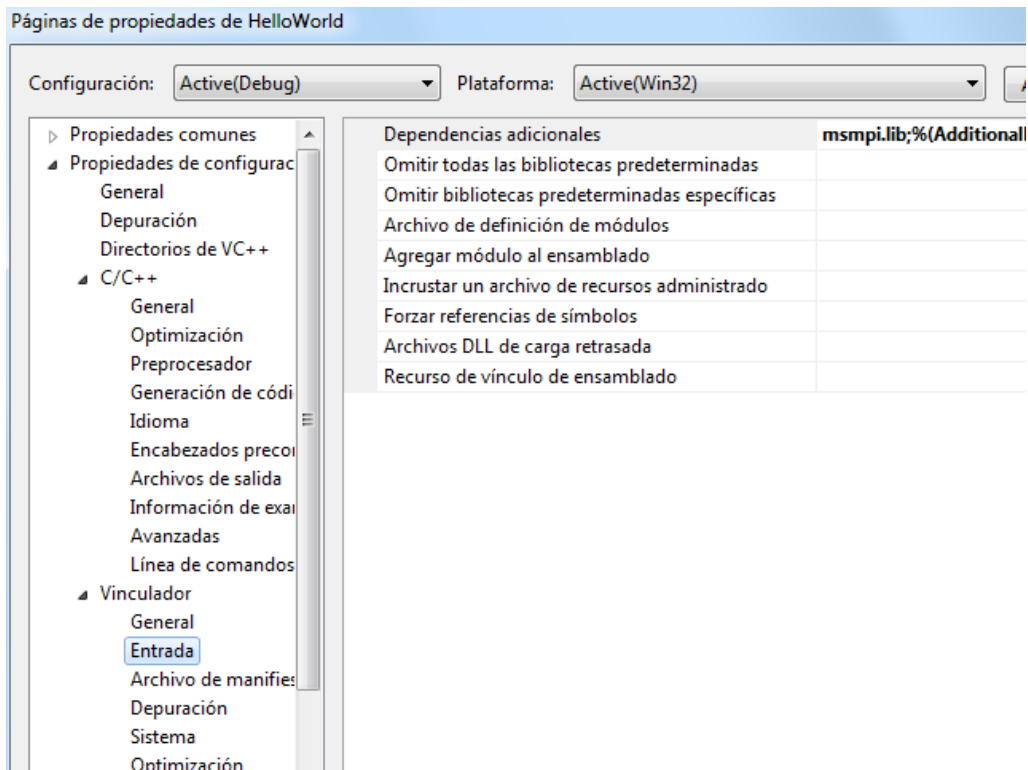 Páginas de propiedades de HelloWorld
Configuración: Active(Debug) Plataforma: Active(Win32)
Propiedades comunes
Propiedades de configurac
General
Depuración
Directorios de VC++
C/C++
General
Optimización
Preprocesador
Generación de códi
Idioma
Encabezados preco
Archivos de salida
Información de exa
Avanzadas
Línea de comandos
Vinculador
General
Entrada
Archivo de manifies
Depuración
Sistema
Optimización
Dependencias adicionales msmpi.lib;%(Additional
Omitir todas las bibliotecas predeterminadas
Omitir bibliotecas predeterminadas específicas
Archivo de definición de módulos
Agregar módulo al ensamblado
Incrustar un archivo de recursos administrado
Forzar referencias de símbolos
Archivos DLL de carga retrasada
Recurso de vínculo de ensamblado